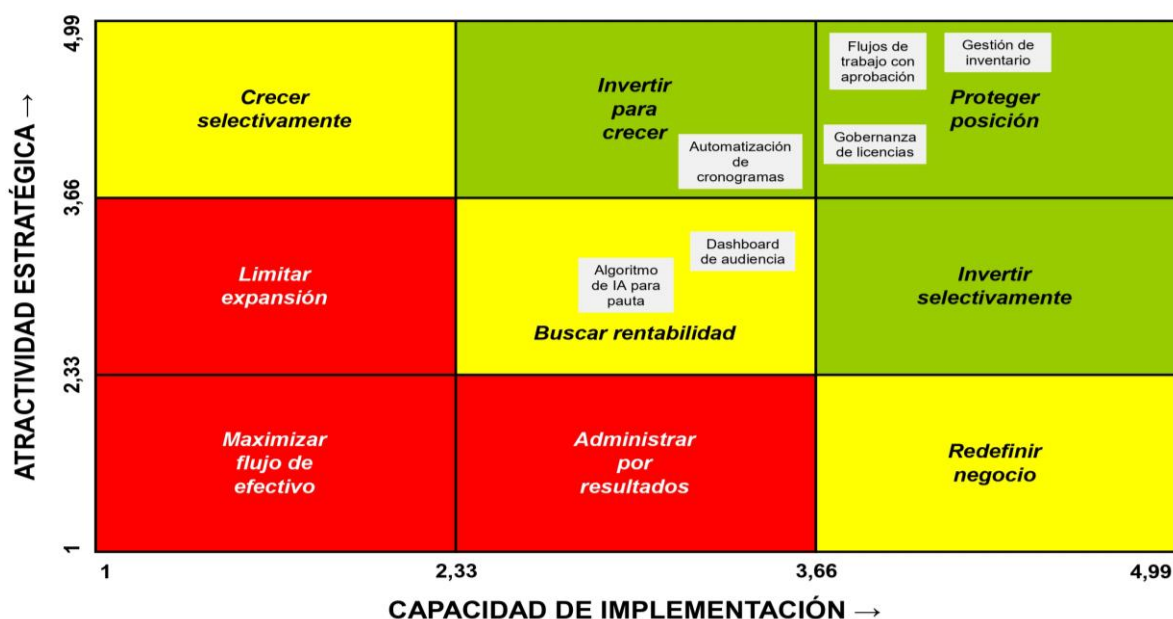 4,99
Flujos de
trabajo con
aprobación
Gestión de
inventario
Crecer
selectivamente
Invertir
para
crecer
Proteger
posición
Automatización
de
cronogramas
Gobernanza
de licencias
ATRACTIVIDAD ESTRATÉGICA →
3,66
Limitar
expansión
Algoritmo
de IA para
pauta
Dashboard
de audiencia
Buscar rentabilidad
Invertir
selectivamente
2,33
Maximizar
flujo de
efectivo
Administrar
por
resultados
Redefinir
negocio
1
1
2,33
3,66
4,99
CAPACIDAD DE IMPLEMENTACIÓN →